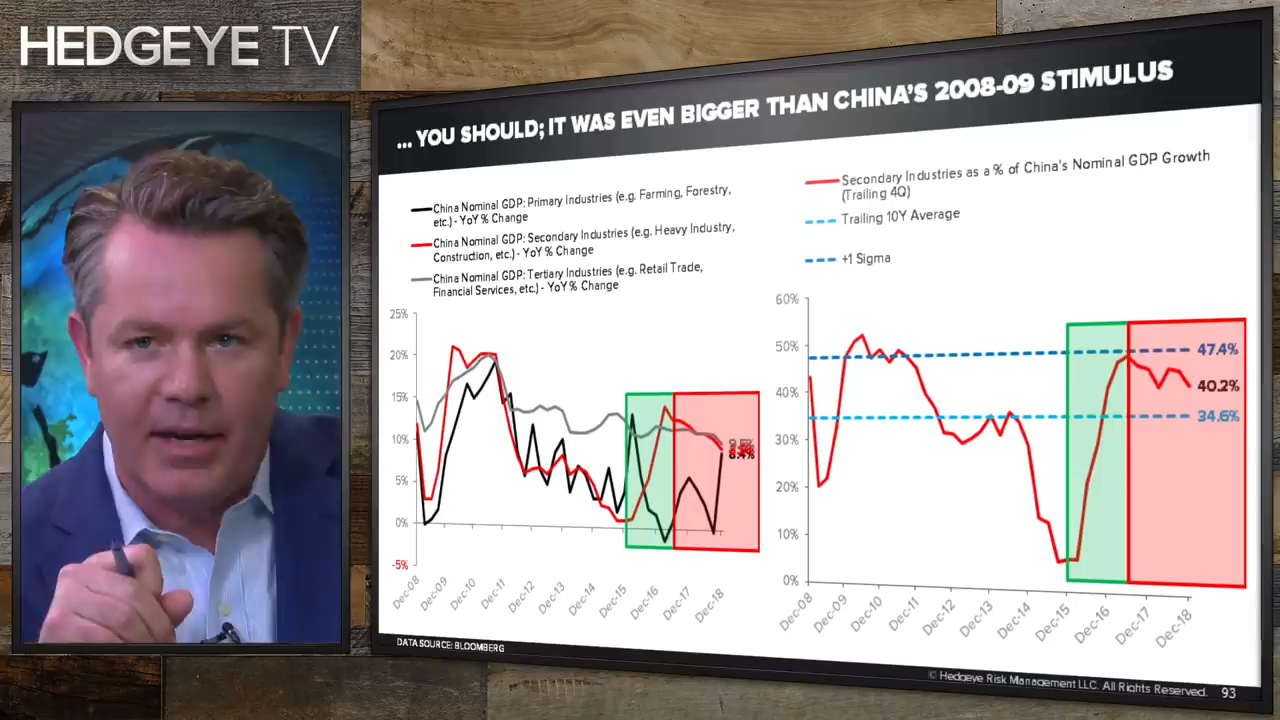 HEDGEYE TV
... YOU SHOULD; IT WAS EVEN BIGGER THAN CHINA'S 2008-09 STIMULUS
China Nominal GDP: Primary Industries (e.g. Farming, Forestry,
etc.) - YoY % Change
China Nominal GDP: Secondary Industries (e.g. Heavy Industry,
Construction, etc.) - YoY % Change
China Nominal GDP: Tertiary Industries (e.g. Retail Trade,
Financial Services, etc.) - YoY % Change
25%
20%
15%
10%
5%
0%
-5%
8.4%
Dec-08
Dec-09
Dec-10
Dec-11
Dec-12
Dec-13
Dec-14
Dec-15
Dec-16
Dec-17
Dec-18
Secondary Industries as a % of China's Nominal GDP Growth
(Trailing 4Q)
Trailing 10Y Average
+1 Sigma
60%
50%
40%
30%
20%
10%
0%
47.4%
40.2%
34.6%
Dec-08
Dec-09
Dec-10
Dec-11
Dec-12
Dec-13
Dec-14
Dec-15
Dec-16
Dec-17
Dec-18
DATA SOURCE: BLOOMBERG
© Hedgeye Risk Management LLC. All Rights Reserved. 93